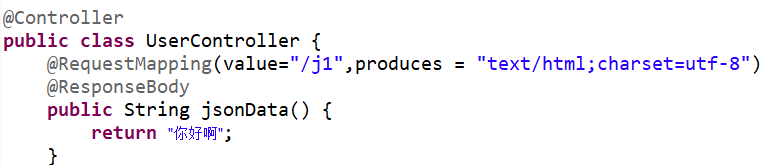 @Controller
public class UserController {
@RequestMapping(value="/j1",produces = "text/html;charset=utf-8")
@ResponseBody
public String jsonData() {
return "你好啊";
}